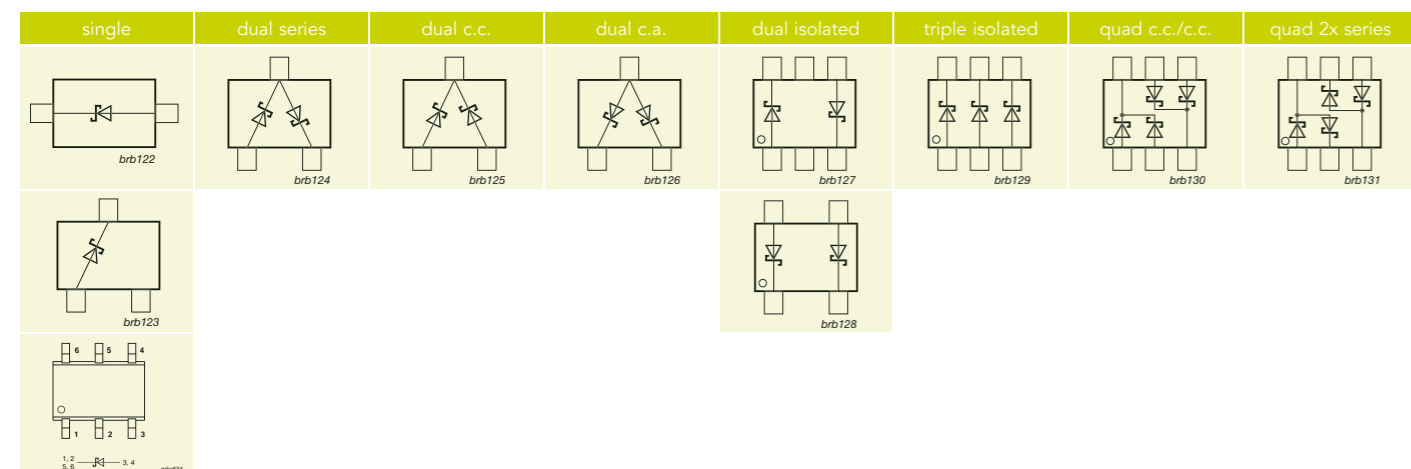 single dual series dual c.c. dual c.a. dual isolated triple isolated quad c.c./c.c. quad 2x series
brb122 brb124 brb125 brb126 brb127 brb129 brb130 brb131
brb123 brb128
6 5 4
1 2 3
1, 2
5, 6
3, 4